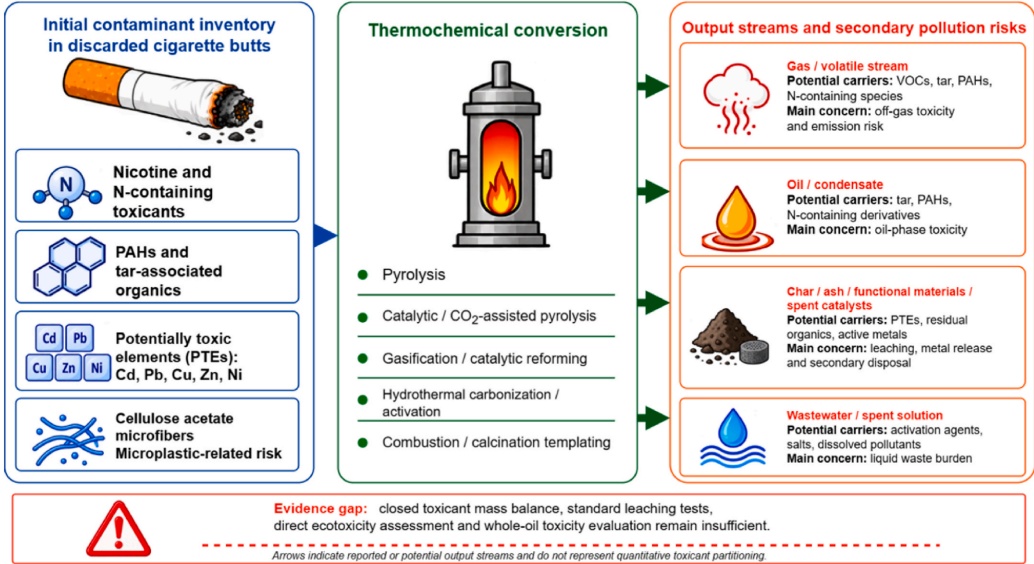 Initial contaminant inventory
in discarded cigarette butts
N
Nicotine and
N-containing
toxicants
PAHs and
tar-associated
organics
Cd Pb
Cu Zn Ni
Potentially toxic
elements (PTEs):
Cd, Pb, Cu, Zn, Ni
Cellulose acetate
microfibers
Microplastic-related risk
Thermochemical conversion
Pyrolysis
Catalytic / CO₂-assisted pyrolysis
Gasification / catalytic reforming
Hydrothermal carbonization /
activation
Combustion / calcination templating
Output streams and secondary pollution risks
Gas / volatile stream
Potential carriers: VOCs, tar, PAHs,
N-containing species
Main concern: off-gas toxicity
and emission risk
Oil / condensate
Potential carriers: tar, PAHs,
N-containing derivatives
Main concern: oil-phase toxicity
Char / ash / functional materials /
spent catalysts
Potential carriers: PTEs, residual
organics, active metals
Main concern: leaching, metal release
and secondary disposal
Wastewater / spent solution
Potential carriers: activation agents,
salts, dissolved pollutants
Main concern: liquid waste burden
Evidence gap: closed toxicant mass balance, standard leaching tests,
direct ecotoxicity assessment and whole-oil toxicity evaluation remain insufficient.
Arrows indicate reported or potential output streams and do not represent quantitative toxicant partitioning.